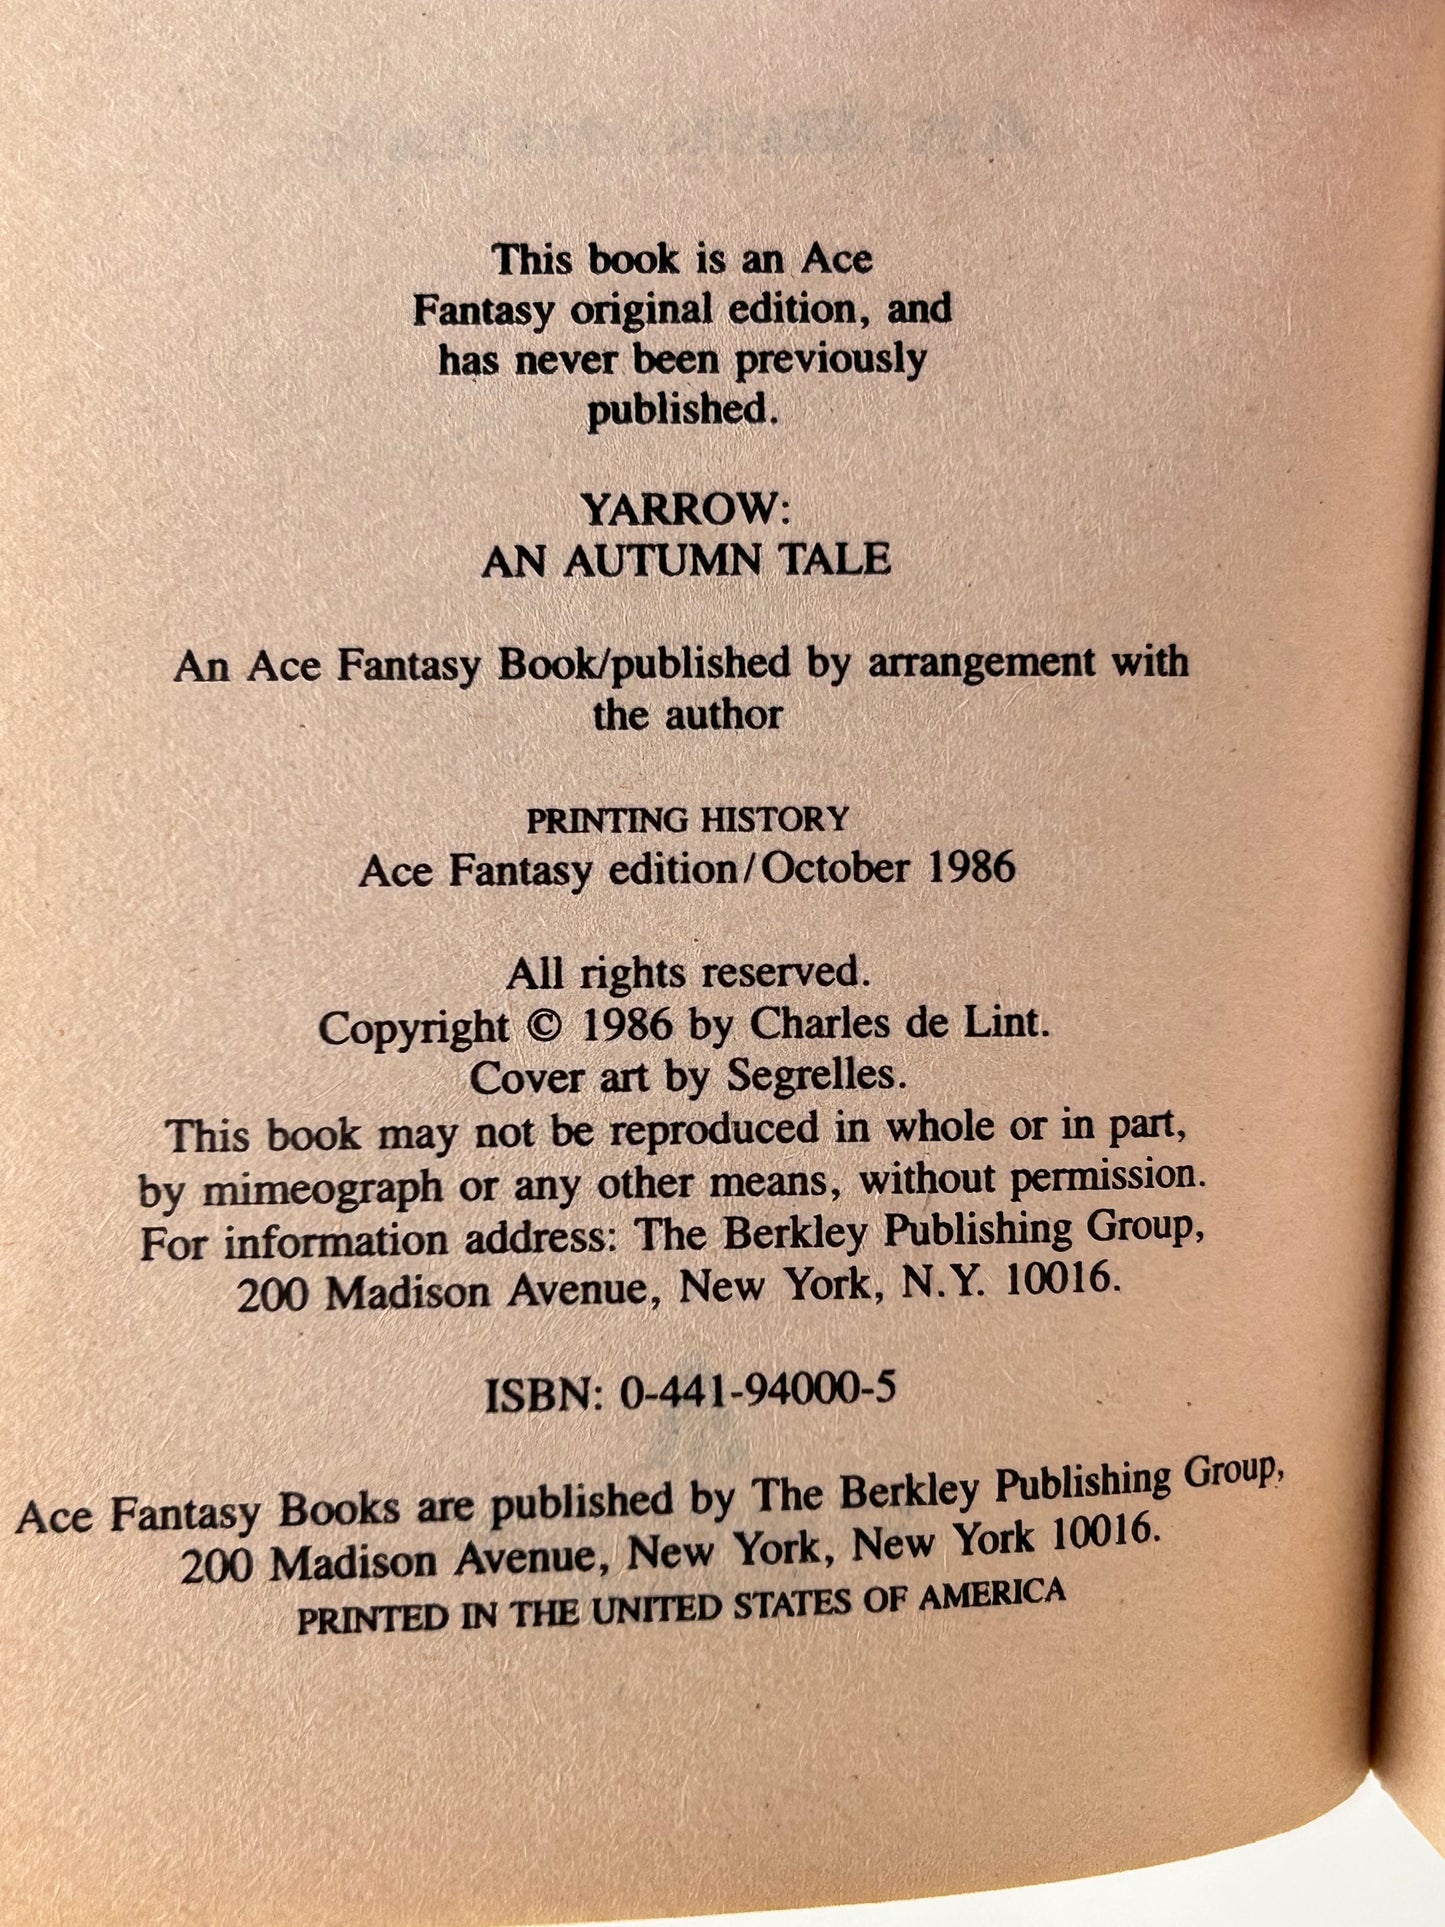 This book is an Ace
Fantasy original edition, and
has never been previously
published.
YARROW:
AN AUTUMN TALE
An Ace Fantasy Book/published by arrangement with
the author
PRINTING HISTORY
Ace Fantasy edition/October 1986
All rights reserved.
Copyright © 1986 by Charles de Lint.
Cover art by Segrelles.
This book may not be reproduced in whole or in part,
by mimeograph or any other means, without permission.
For information address: The Berkley Publishing Group,
200 Madison Avenue, New York, N.Y. 10016.
ISBN: 0-441-94000-5
Ace Fantasy Books are published by The Berkley Publishing Group,
200 Madison Avenue, New York, New York 10016.
PRINTED IN THE UNITED STATES OF AMERICA